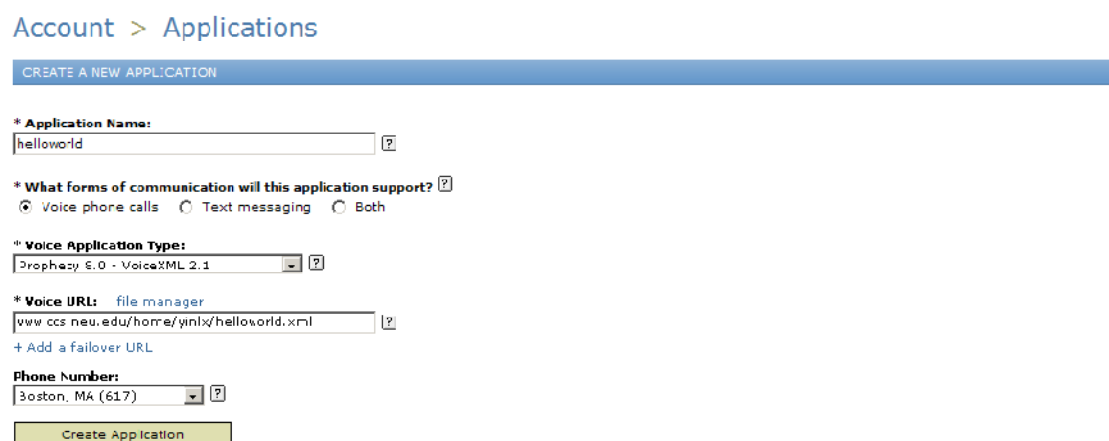 Account > Applications
CREATE A NEW APPLICATION
* Application Name:
helloworld
?
* What forms of communication will this application support? ?
Voice phone calls Text messaging Both
* Voice Application Type:
Prophecy 8.0 - VoiceXML 2.1 ?
* Voice URL: file manager
www.ccs.neu.edu/home/yinlx/helloworld.xml ?
+ Add a failover URL
Phone Number:
Boston, MA (617) ?
Create Application